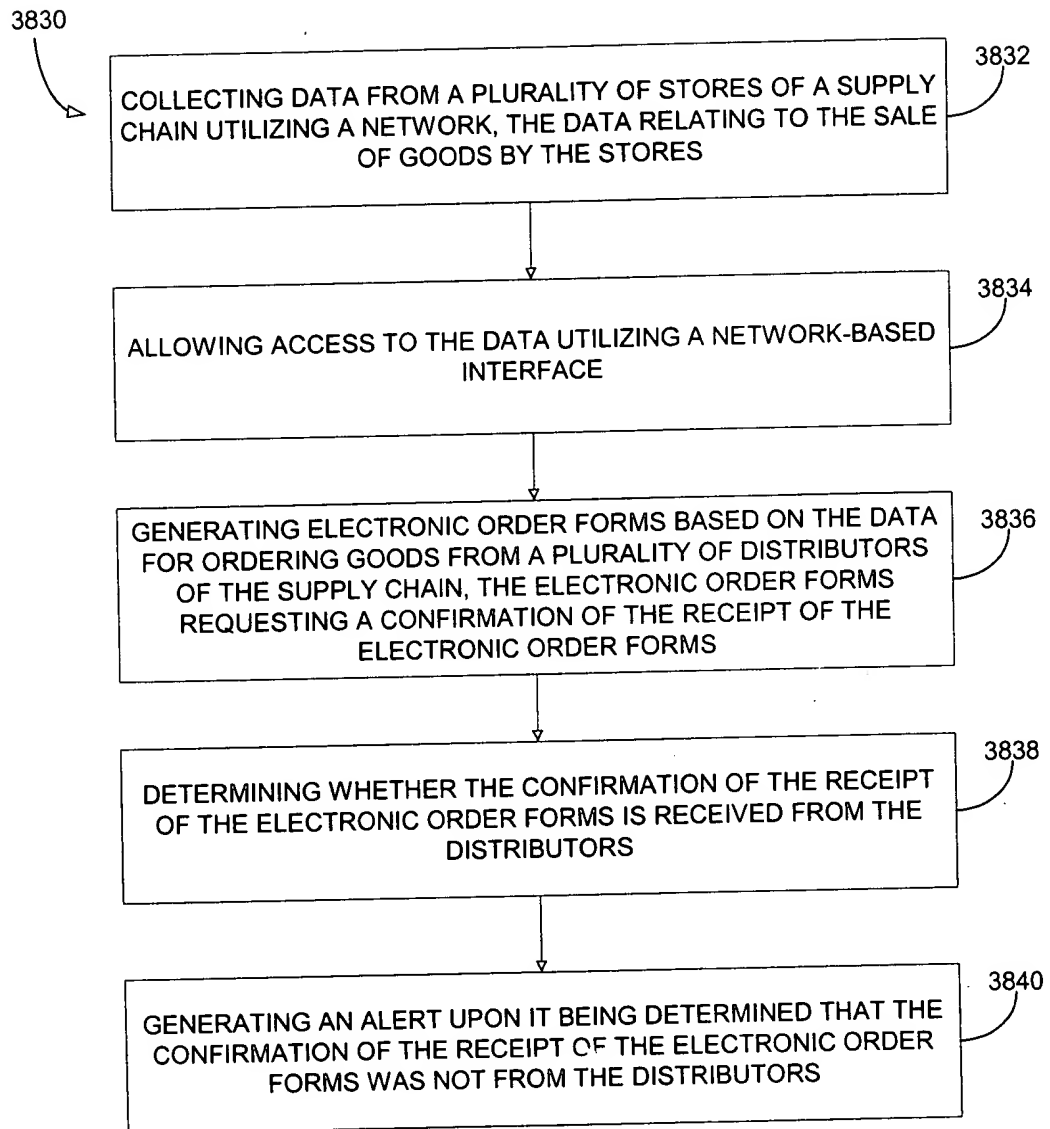 3830
3832
COLLECTING DATA FROM A PLURALITY OF STORES OF A SUPPLY
CHAIN UTILIZING A NETWORK, THE DATA RELATING TO THE SALE
OF GOODS BY THE STORES
3834
ALLOWING ACCESS TO THE DATA UTILIZING A NETWORK-BASED
INTERFACE
3836
GENERATING ELECTRONIC ORDER FORMS BASED ON THE DATA
FOR ORDERING GOODS FROM A PLURALITY OF DISTRIBUTORS
OF THE SUPPLY CHAIN, THE ELECTRONIC ORDER FORMS
REQUESTING A CONFIRMATION OF THE RECEIPT OF THE
ELECTRONIC ORDER FORMS
3838
DETERMINING WHETHER THE CONFIRMATION OF THE RECEIPT
OF THE ELECTRONIC ORDER FORMS IS RECEIVED FROM THE
DISTRIBUTORS
3840
GENERATING AN ALERT UPON IT BEING DETERMINED THAT THE
CONFIRMATION OF THE RECEIPT OF THE ELECTRONIC ORDER
FORMS WAS NOT FROM THE DISTRIBUTORS